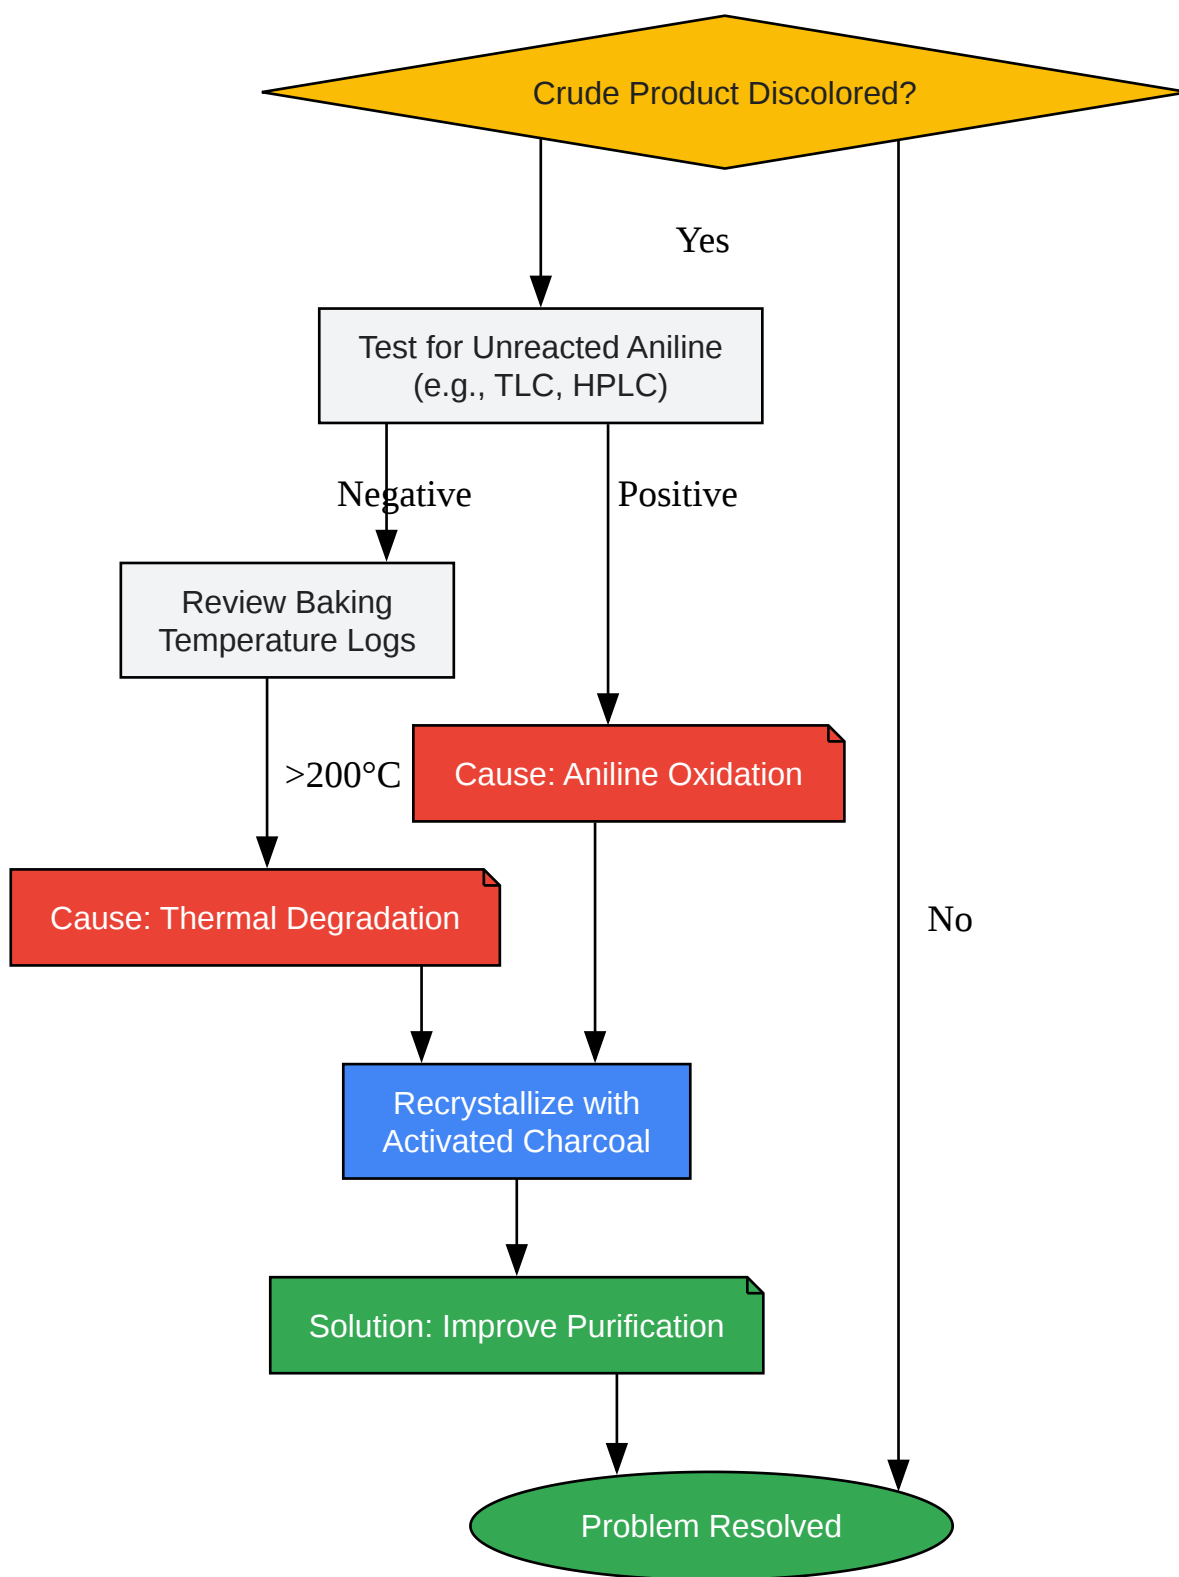 Crude Product Discolored?
Yes
Test for Unreacted Aniline
(e.g., TLC, HPLC)
Negative
Positive
Review Baking
Temperature Logs
>200°C
Cause: Aniline Oxidation
Cause: Thermal Degradation
No
Recrystallize with
Activated Charcoal
Solution: Improve Purification
Problem Resolved